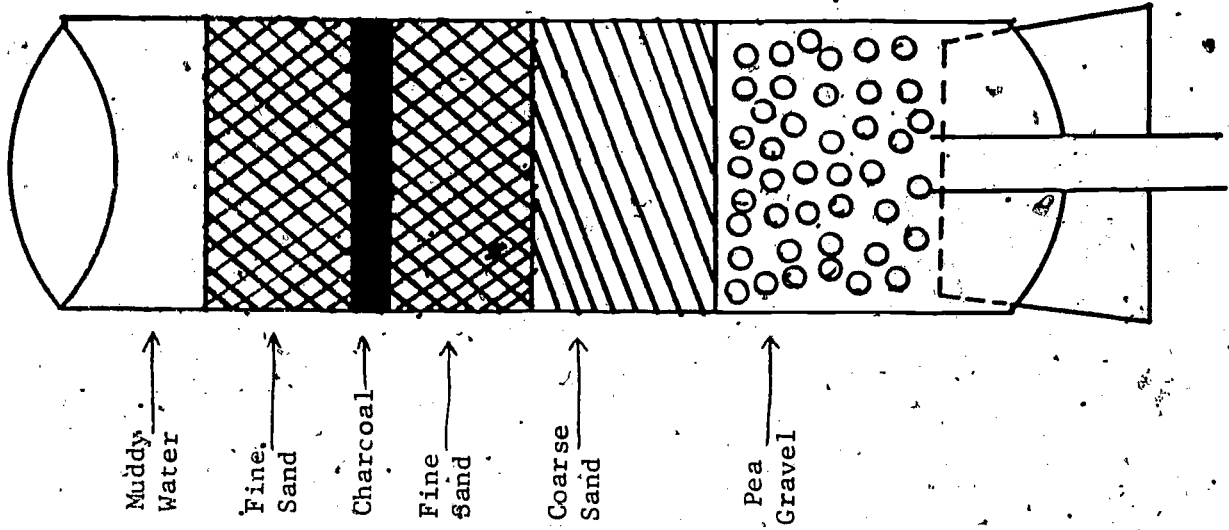 Muddy
Water
Fine
Sand
Charcoal
Fine
Sand
Coarse
Sand
Pea
Gravel